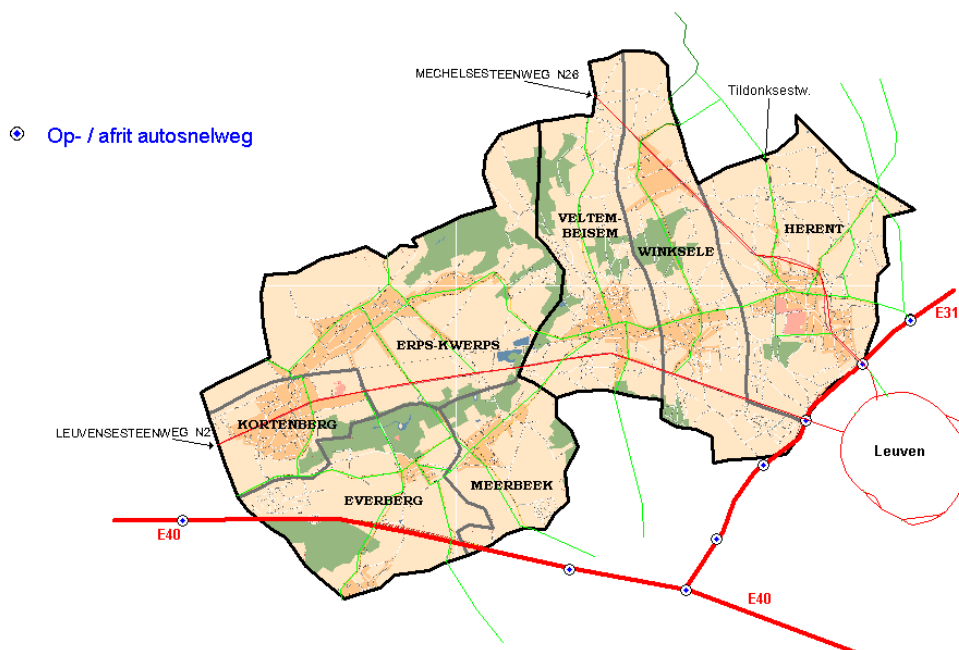 MECHELSESTEENWEG N26
Tildonksestw.
Op- / afrit autosnelweg
VELTEM-
BEISEM
HERENT
WINKSELE
E31
ERPS-KWERPS
KORTENBERG
LEUVENSESTEENWEG N2
Leuven
MEERBEEK
EVERBERG
E40
E40